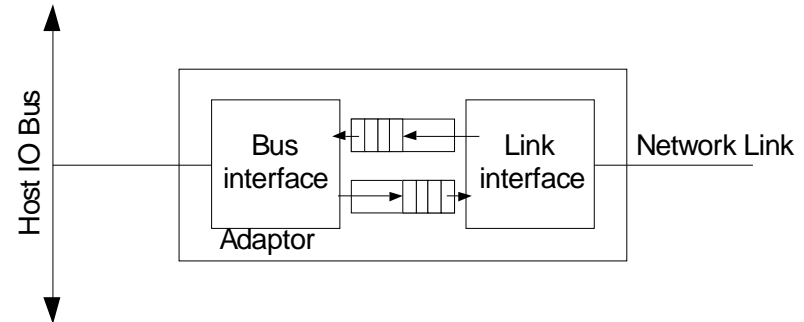 Host IO Bus
Bus
interface
Link
interface
Network Link
Adaptor